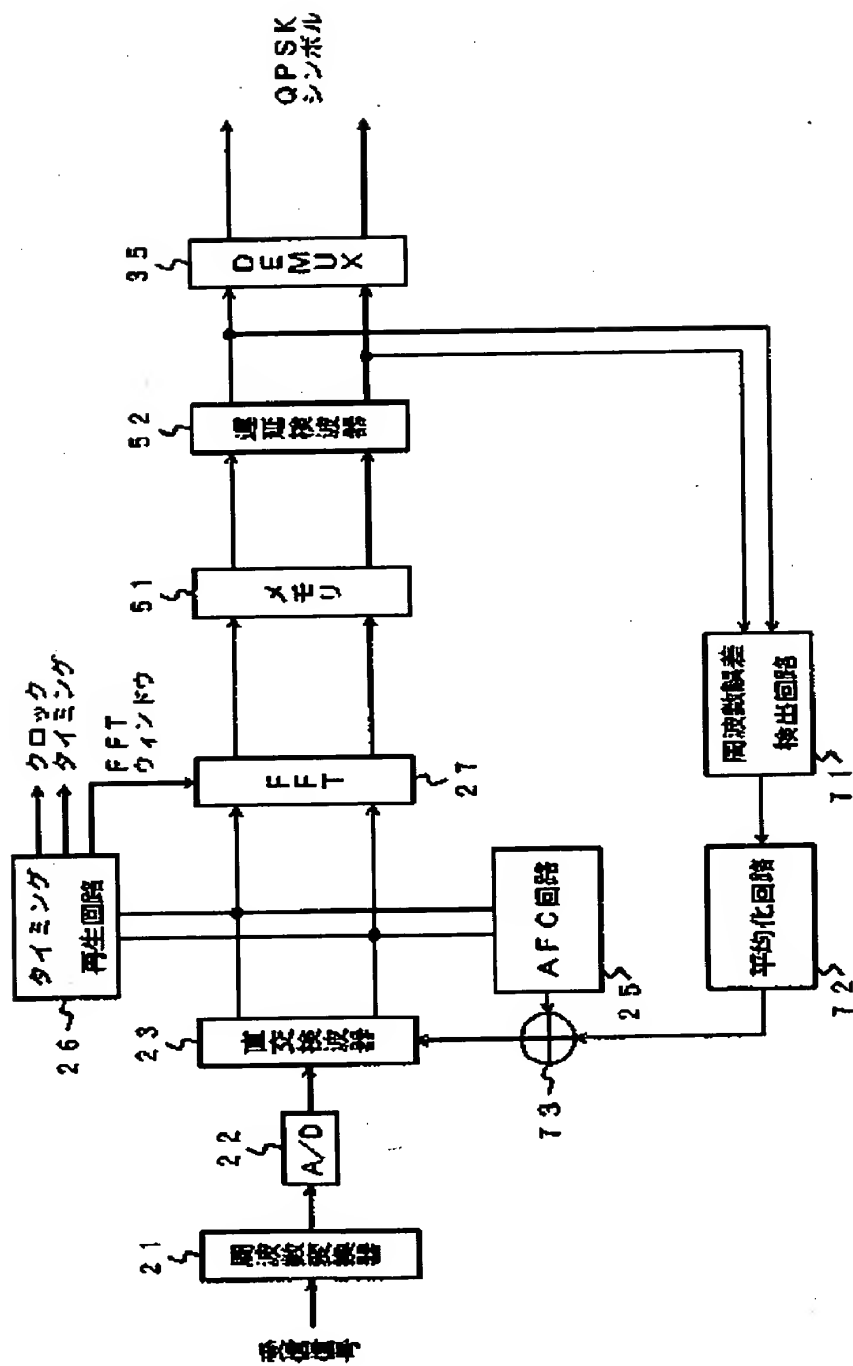 受信信号
21
周波数変換器
22
A/D
23
直交検波器
26
タイミング
再生回路
クロック
タイミング
FFT
ウィンドウ
FFT
27
AFC回路
25
73
51
メモリ
52
遅延検波器
35
DEMUX
QPSK
シンボル
周波数誤差
検出回路
71
平均化回路
72